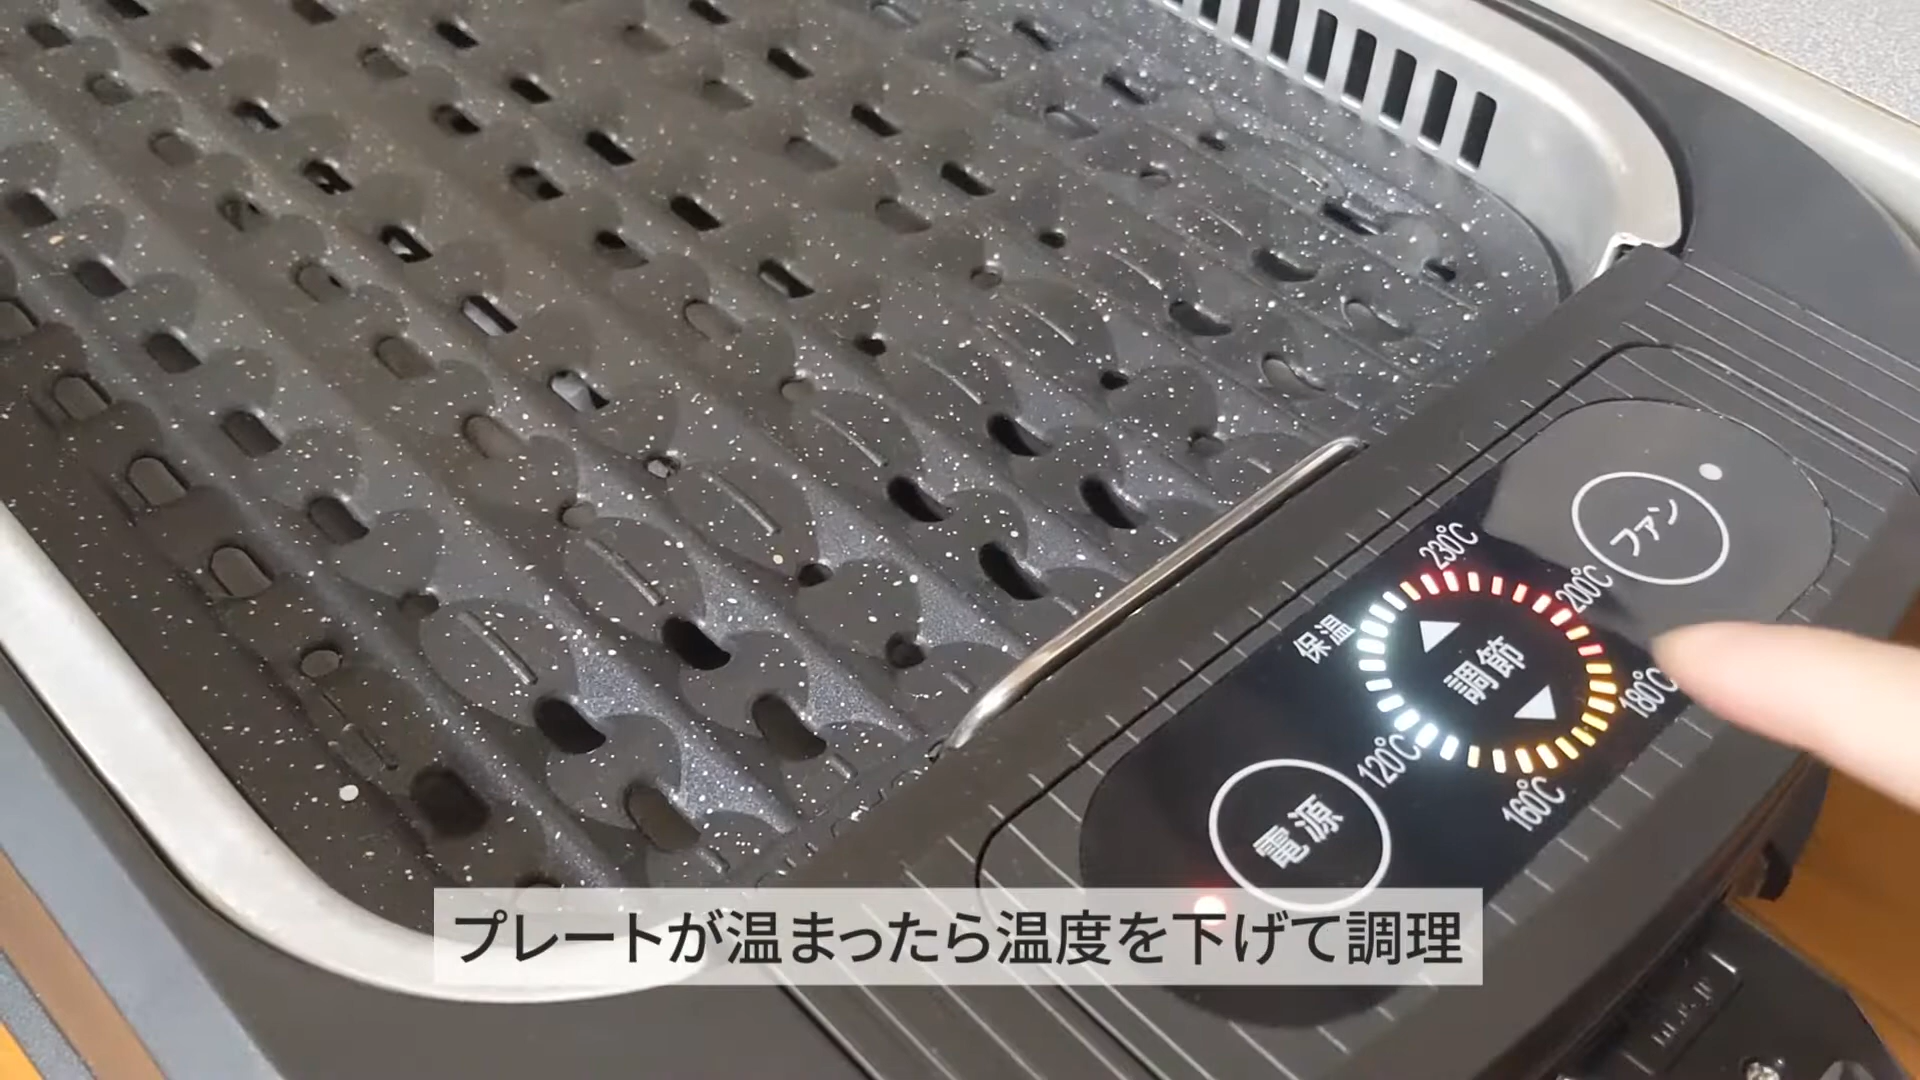 ファン
230℃
200℃
保温
調節
180℃
120℃
160℃
電源
プレートが温まったら温度を下げて調理